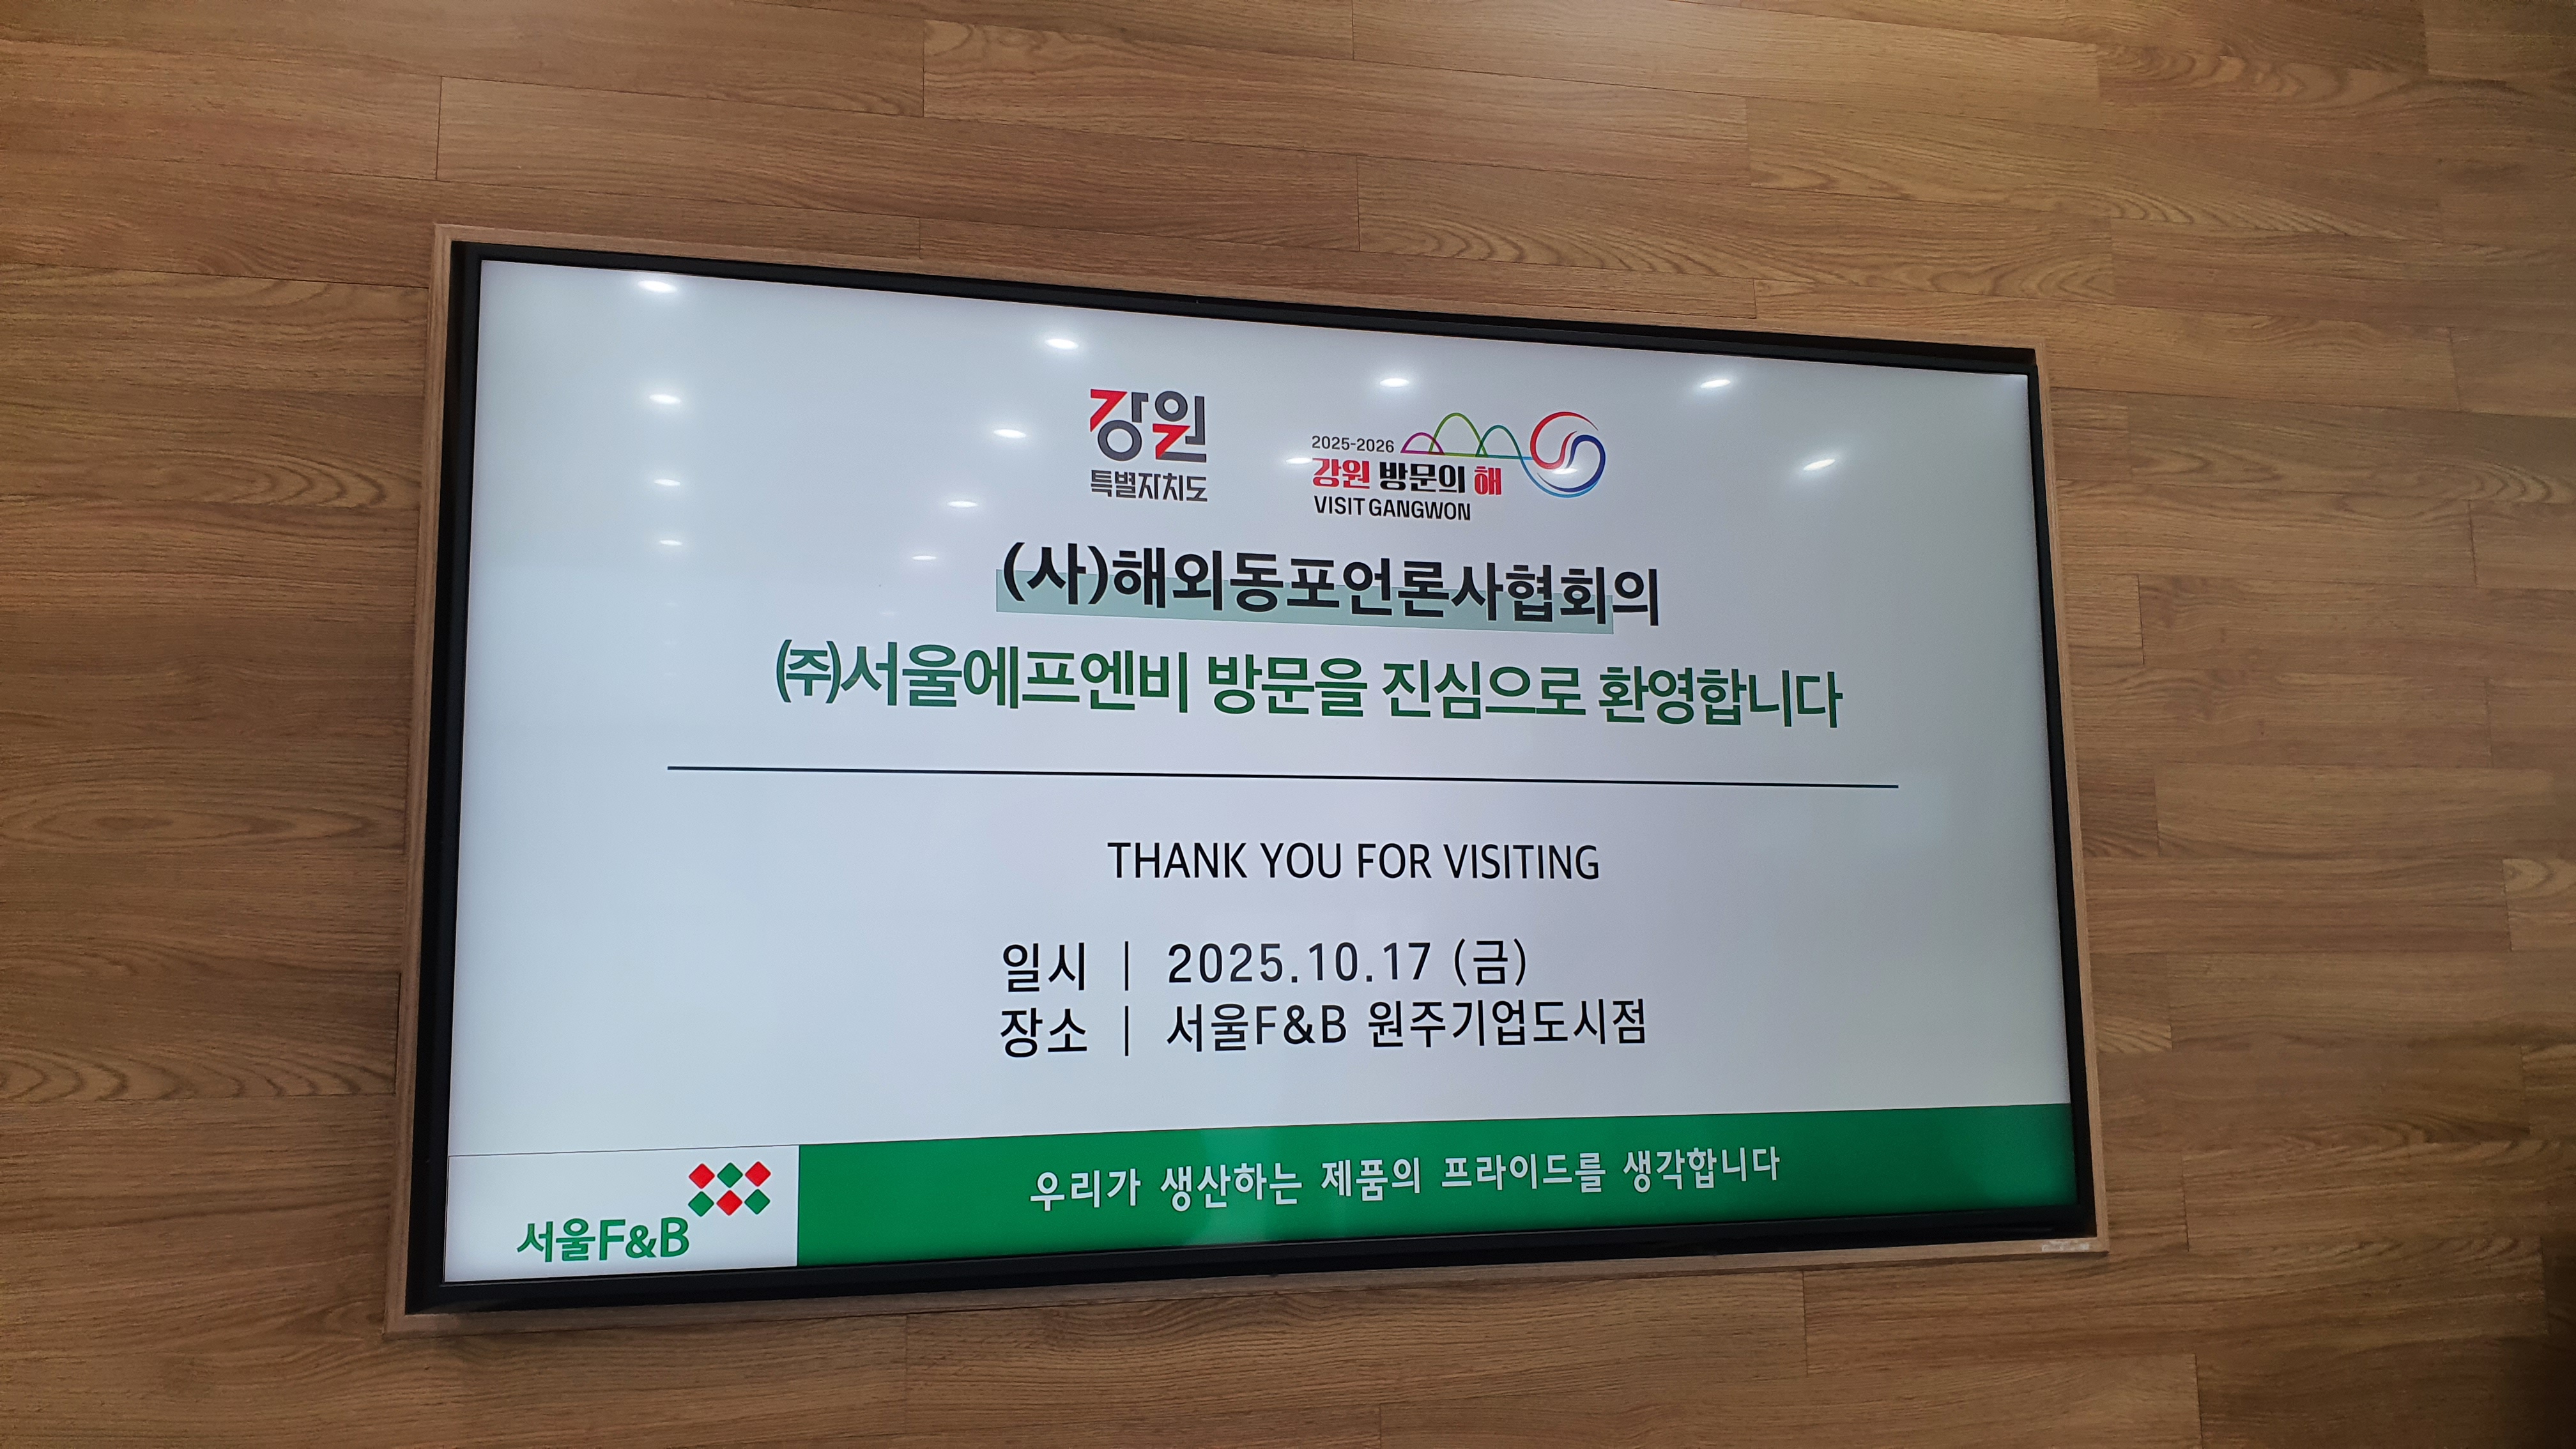 강원
특별자치도
2025-2026
강원 방문의 해
VISIT GANGWON
(사)해외동포언론사협회의
㈜서울에프엔비 방문을 진심으로 환영합니다
THANK YOU FOR VISITING
일시 | 2025.10.17 (금)
장소 | 서울F&B 원주기업도시점
서울F&B
우리가 생산하는 제품의 프라이드를 생각합니다